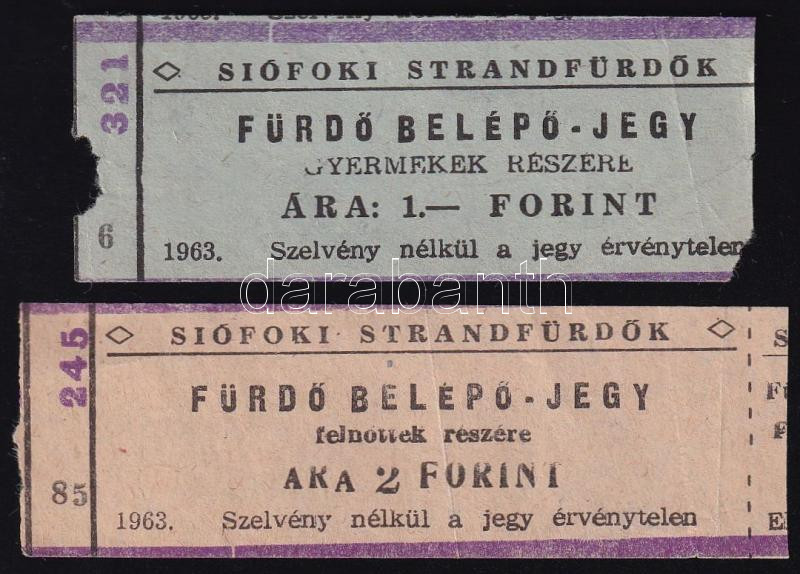 321
SIÓFOKI STRANDFÜRDŐK
FÜRDŐ BELÉPŐ-JEGY
GYERMEKEK RÉSZÉRE
ÁRA: 1.— FORINT
6
1963. Szelvény nélkül a jegy érvénytelen
darabanth
245
SIÓFOKI STRANDFÜRDŐK
FÜRDŐ BELÉPŐ-JEGY
felnőttek részére
ÁRA 2 FORINT
85
1963. Szelvény nélkül a jegy érvénytelen